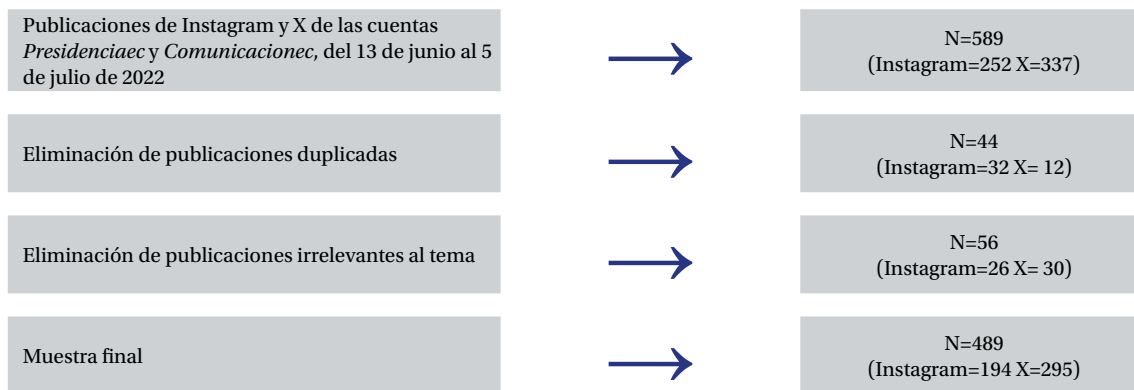 Publicaciones de Instagram y X de las cuentas
Presidenciaec y Comunicacionec, del 13 de junio al 5
de julio de 2022
N=589
(Instagram=252 X=337)
Eliminación de publicaciones duplicadas
N=44
(Instagram=32 X= 12)
Eliminación de publicaciones irrelevantes al tema
N=56
(Instagram=26 X= 30)
Muestra final
N=489
(Instagram=194 X=295)